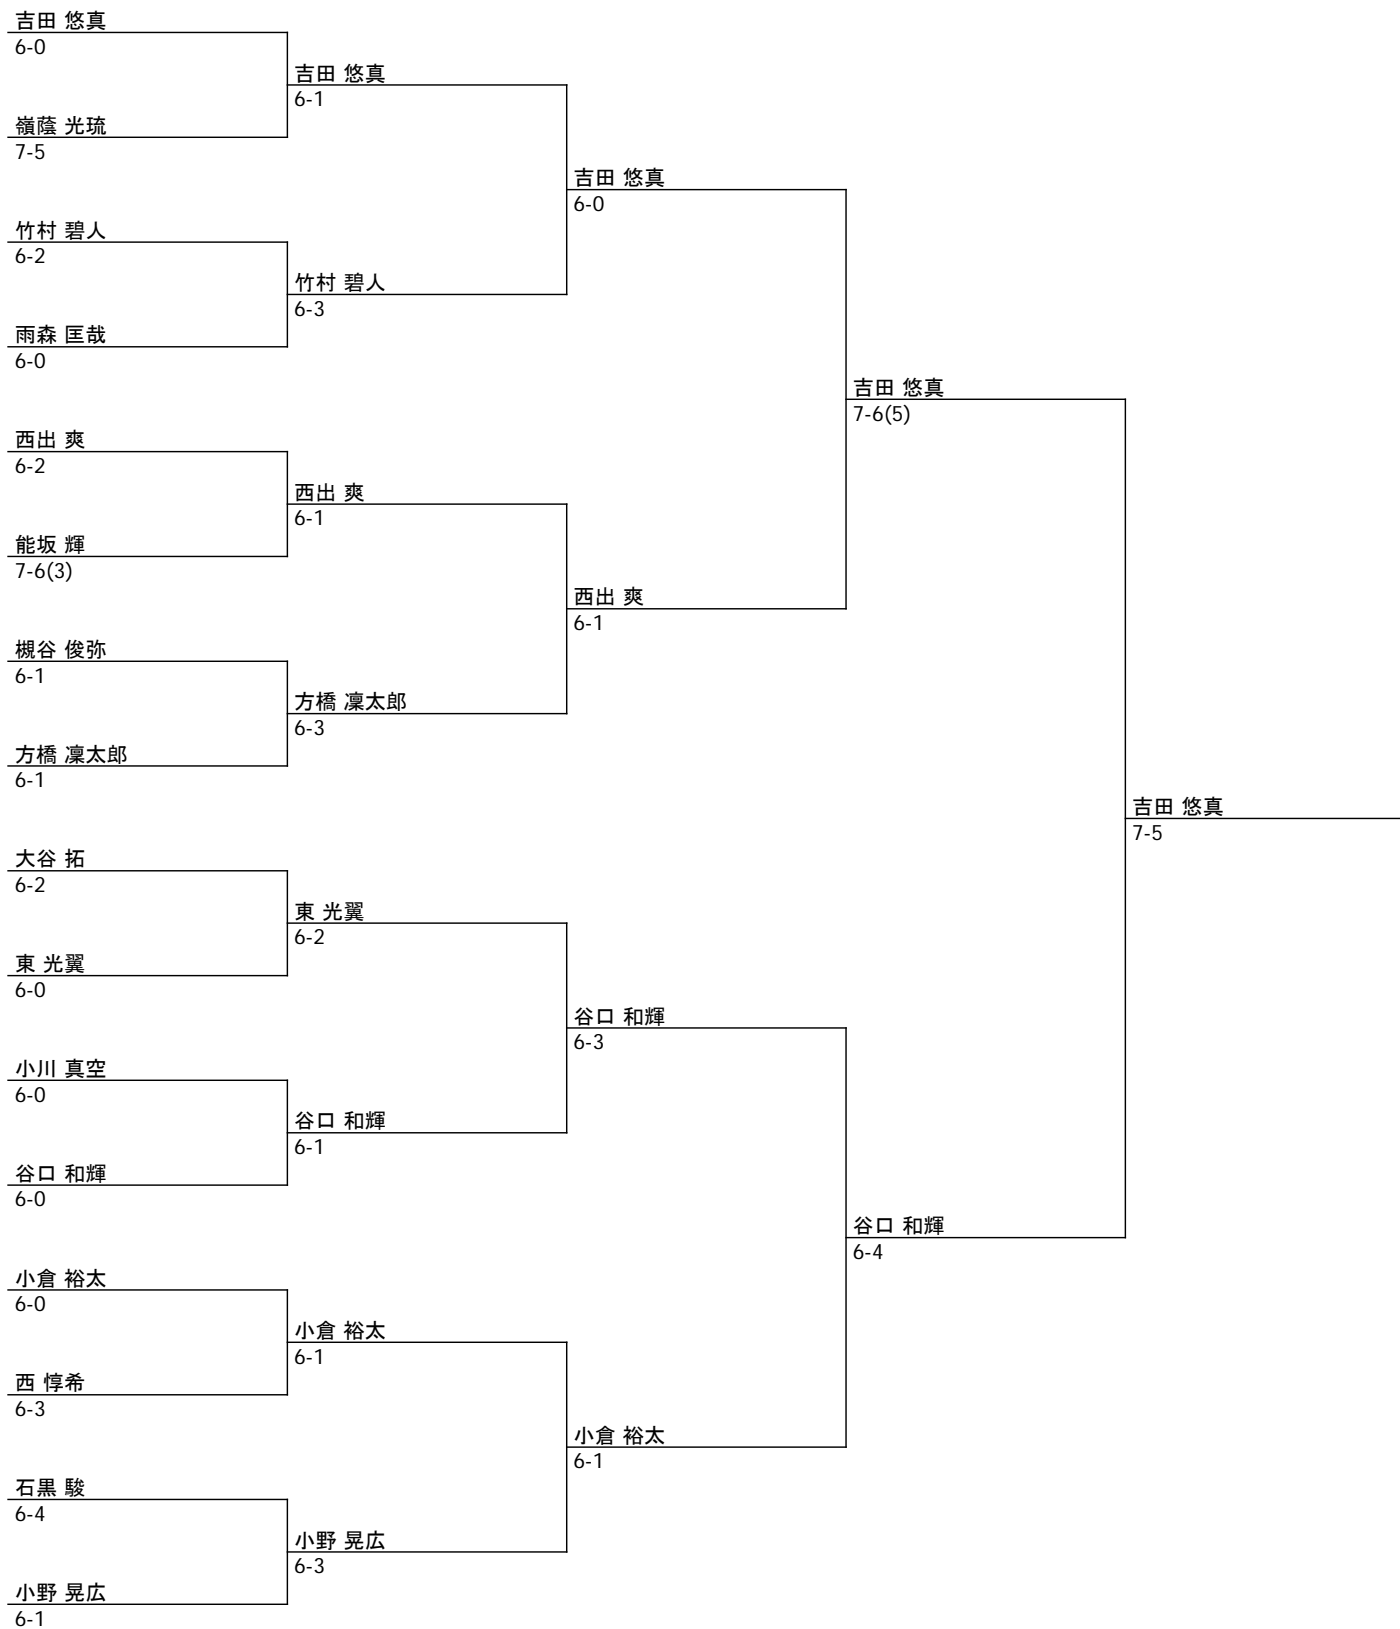 吉田 悠真
6-0
吉田 悠真
6-1
嶺蔭 光琉
7-5
吉田 悠真
6-0
竹村 碧人
6-2
竹村 碧人
6-3
雨森 匡哉
6-0
吉田 悠真
7-6(5)
西出 爽
6-2
西出 爽
6-1
能坂 輝
7-6(3)
西出 爽
6-1
槻谷 俊弥
6-1
方橋 凜太郎
6-3
方橋 凜太郎
6-1
吉田 悠真
7-5
大谷 拓
6-2
東 光翼
6-2
東 光翼
6-0
谷口 和輝
6-3
小川 真空
6-0
谷口 和輝
6-1
谷口 和輝
6-0
谷口 和輝
6-4
小倉 裕太
6-0
小倉 裕太
6-1
西 惇希
6-3
小倉 裕太
6-1
石黒 駿
6-4
小野 晃広
6-3
小野 晃広
6-1